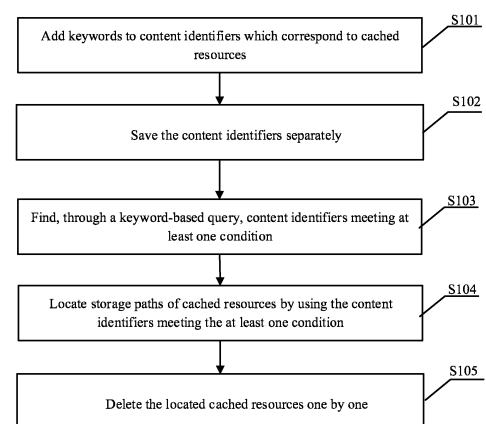 S101
Add keywords to content identifiers which correspond to cached
resources
S102
Save the content identifiers separately
S103
Find, through a keyword-based query, content identifiers meeting at
least one condition
S104
Locate storage paths of cached resources by using the content
identifiers meeting the at least one condition
S105
Delete the located cached resources one by one